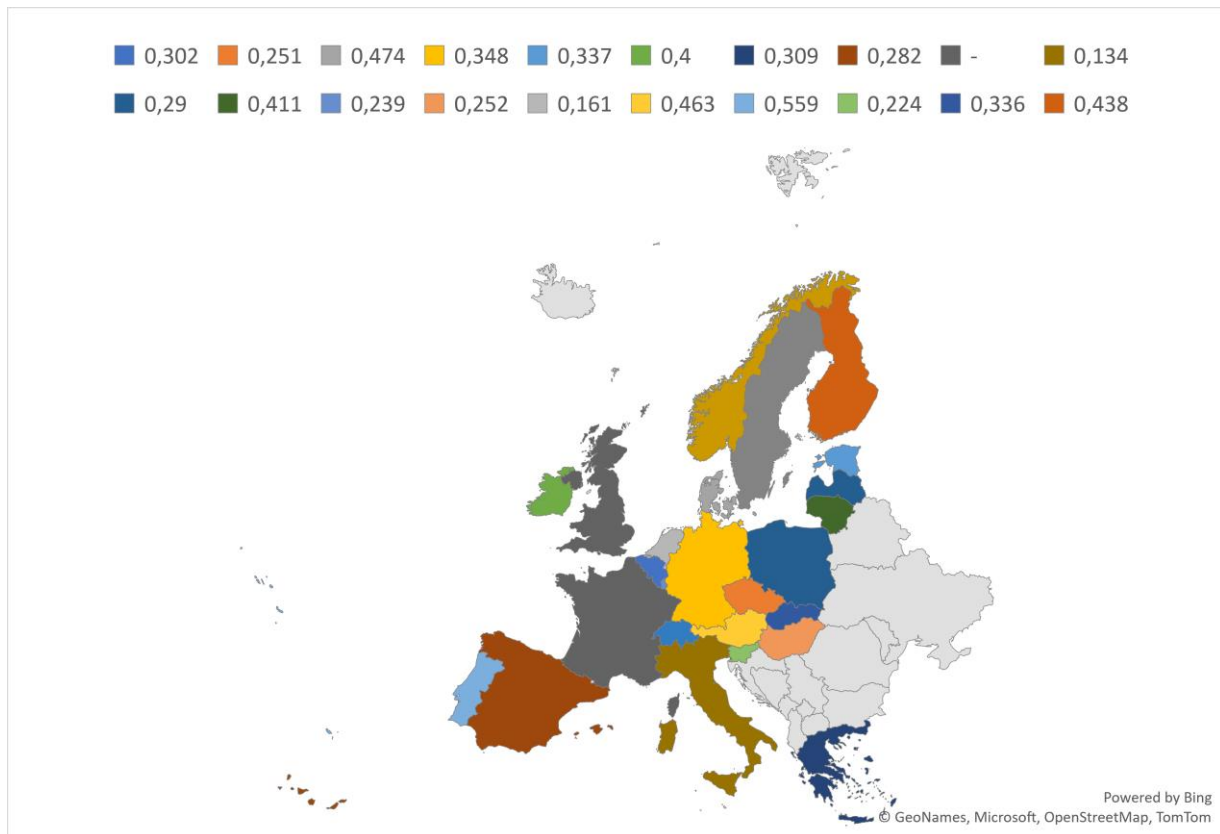 0,302 0,251 0,474 0,348 0,337 0,4 0,309 0,282 - 0,134
0,29 0,411 0,239 0,252 0,161 0,463 0,559 0,224 0,336 0,438
Powered by Bing
© GeoNames, Microsoft, OpenStreetMap, TomTom